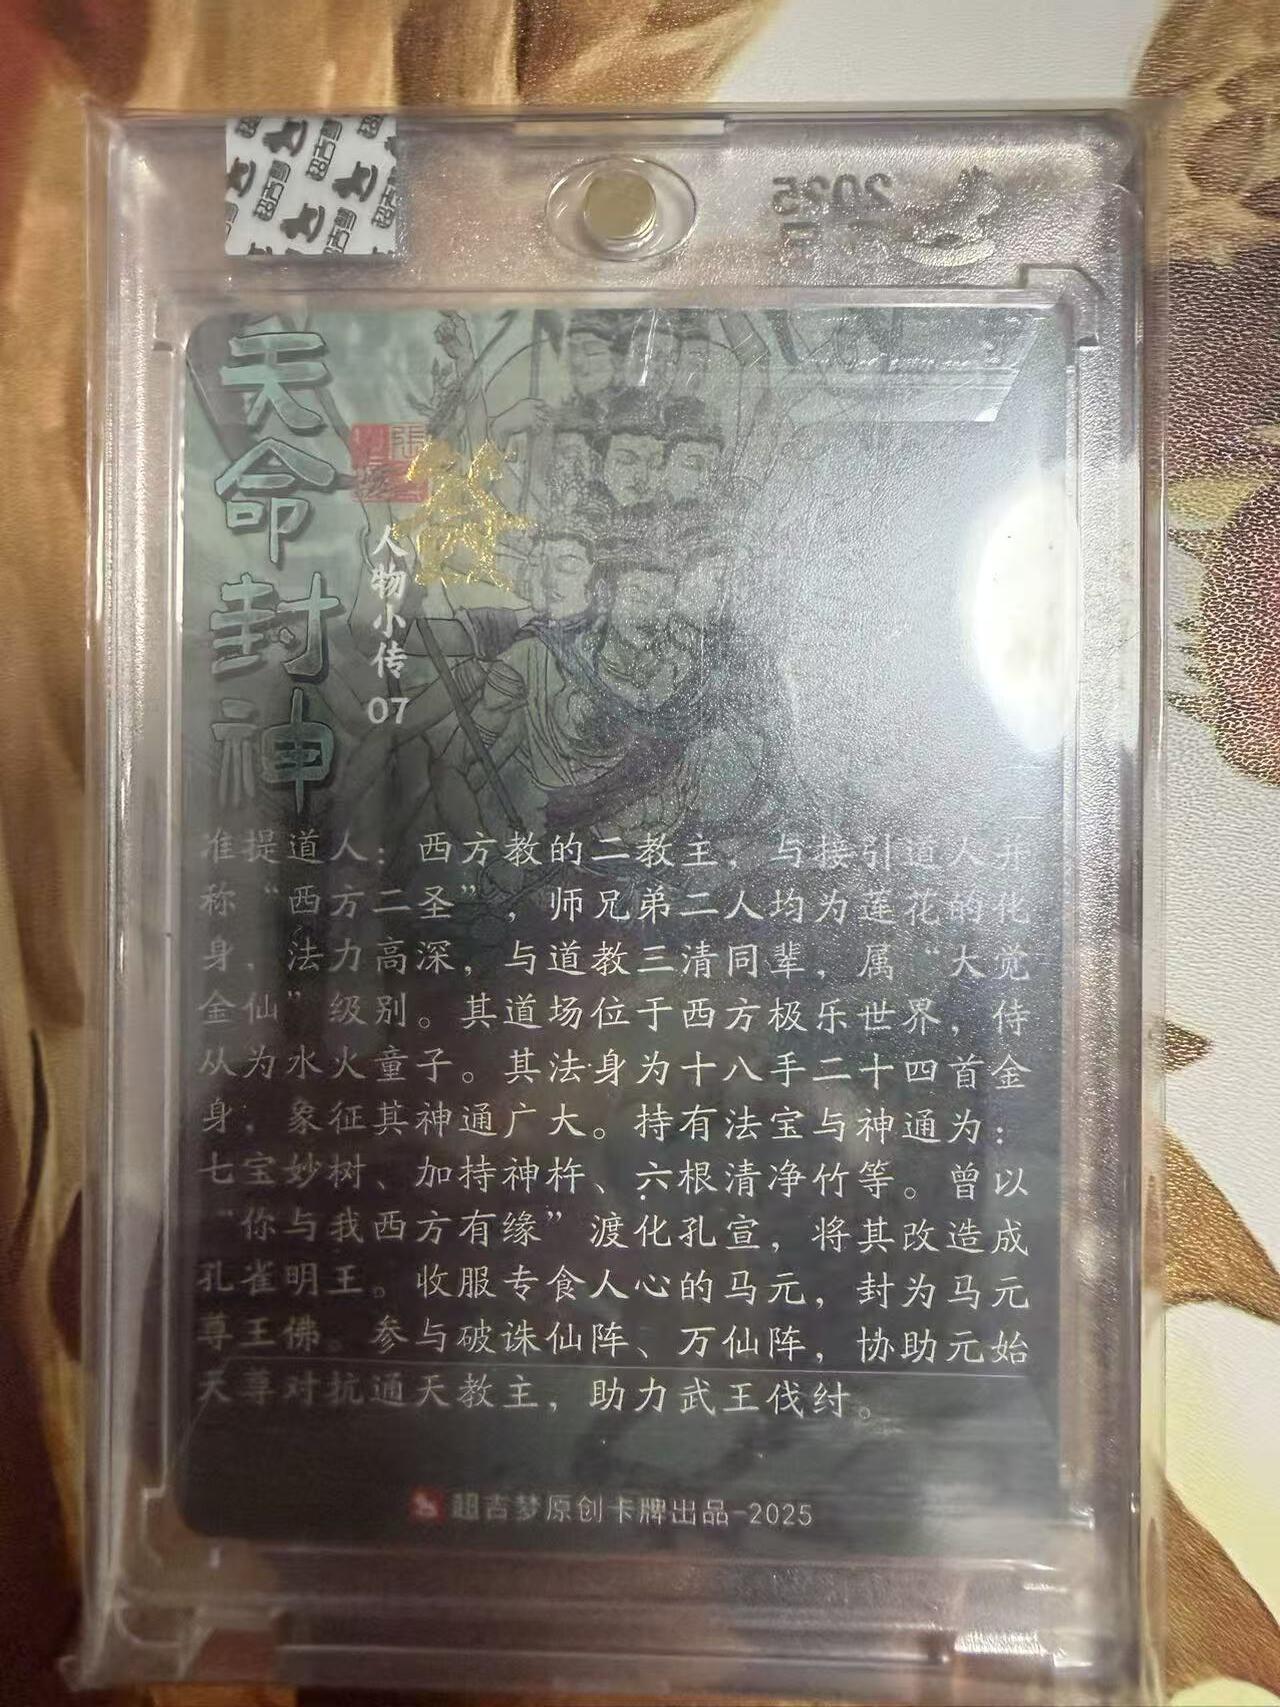 2025
天命封神
人物小传
07
准提道人：西方教的二教主，与接引道人并
称“西方二圣”，师兄弟二人均为莲花的化
身，法力高深，与道教三清同辈，属“大觉
金仙”级别。其道场位于西方极乐世界，侍
从为水火童子。其法身为十八手二十四首金
身；象征其神通广大。持有法宝与神通为：
七宝妙树、加持神杵、六根清净竹等。曾以
“你与我西方有缘”渡化孔宣，将其改造成
孔雀明王。收服专食人心的马元，封为马元
尊王佛。参与破诛仙阵、万仙阵，协助元始
天尊对抗通天教主，助力武王伐纣。
超吉梦原创卡牌出品-2025